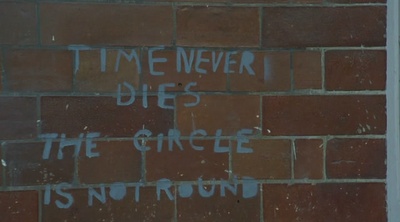 TIME NEVER
DIES
THE CIRCLE
IS NOT ROUND